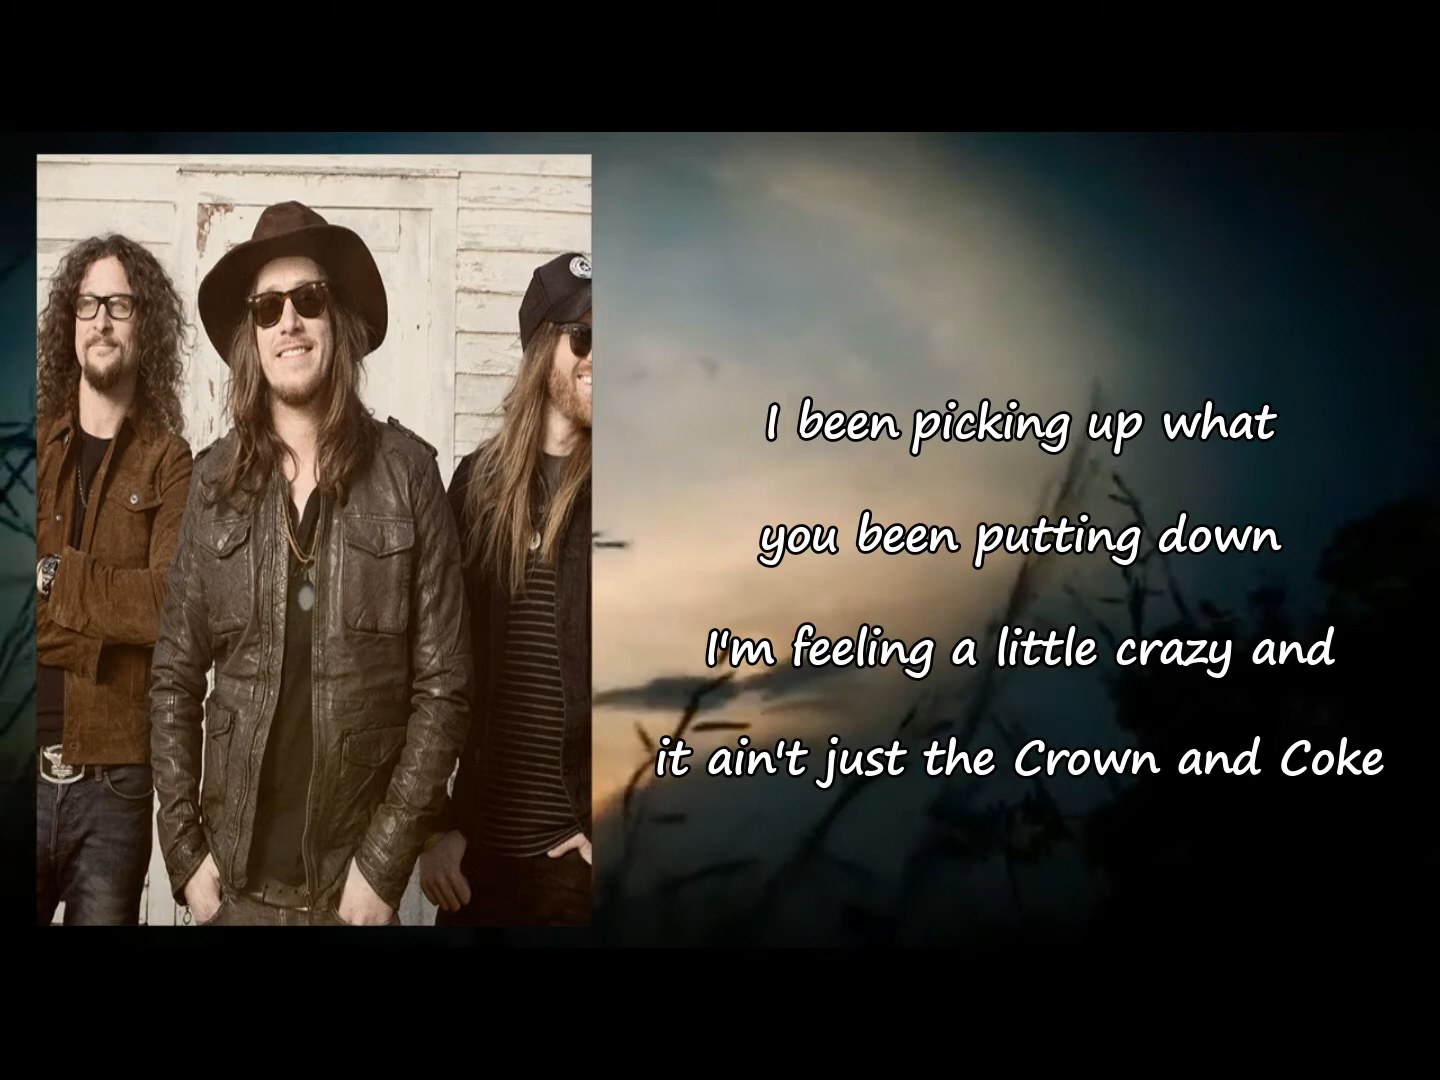 I been picking up what
you been putting down
I'm feeling a little crazy and
it ain't just the Crown and Coke